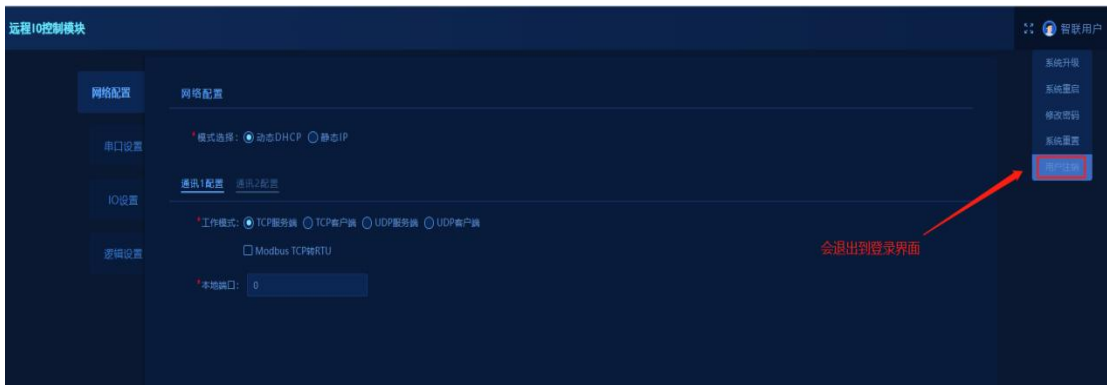 远程IO控制模块
智联用户
系统升级
网络配置
网络配置
系统重启
修改密码
*模式选择： 动态DHCP 静态IP
串口设置
系统重置
用户注销
通讯1配置 通讯2配置
IO设置
*工作模式： TCP服务端 TCP客户端 UDP服务端 UDP客户端
会退出到登录界面
逻辑设置
Modbus TCP转RTU
*本地端口： 0